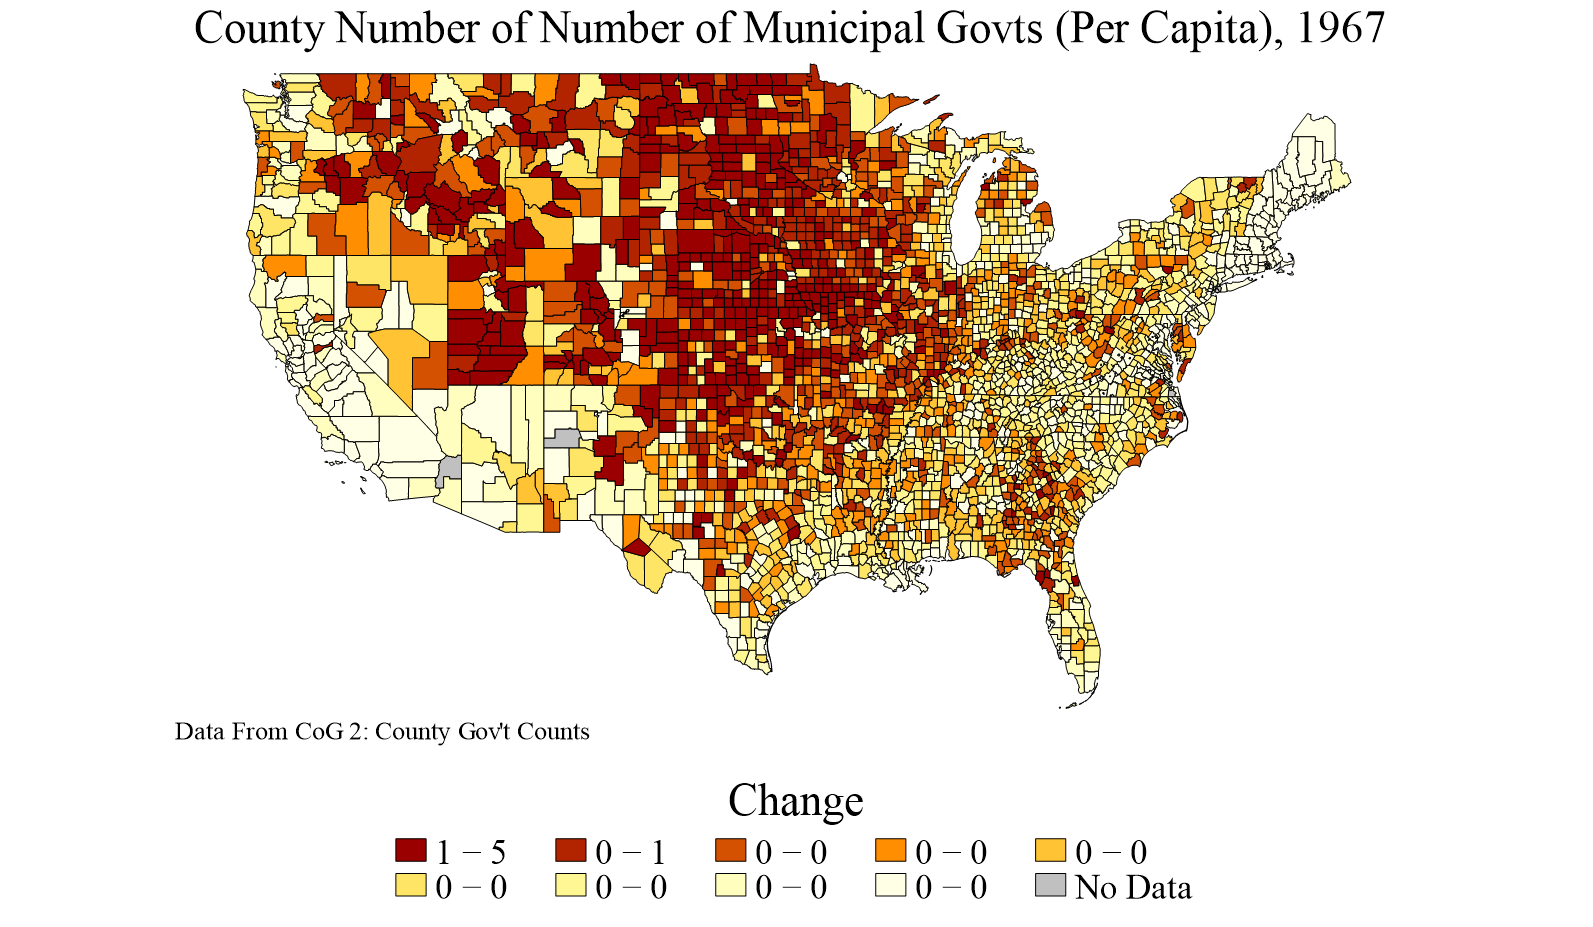 County Number of Number of Municipal Govts (Per Capita), 1967
Data From CoG 2: County Gov't Counts
Change
1 − 5 0 − 1 0 − 0 0 − 0 0 − 0
0 − 0 0 − 0 0 − 0 0 − 0 No Data